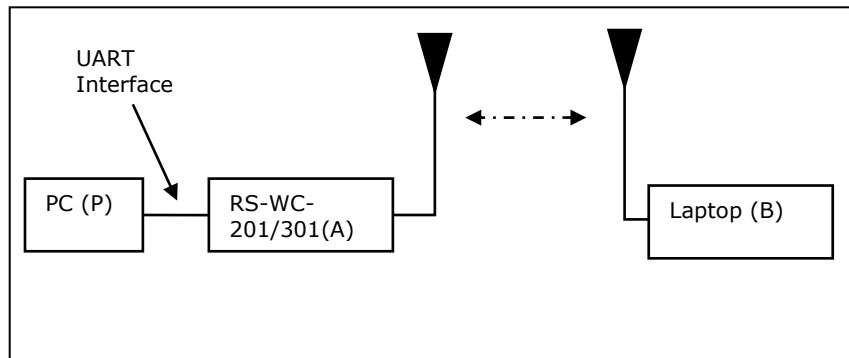 UART
Interface
PC (P)
RS-WC-
201/301(A)
Laptop (B)